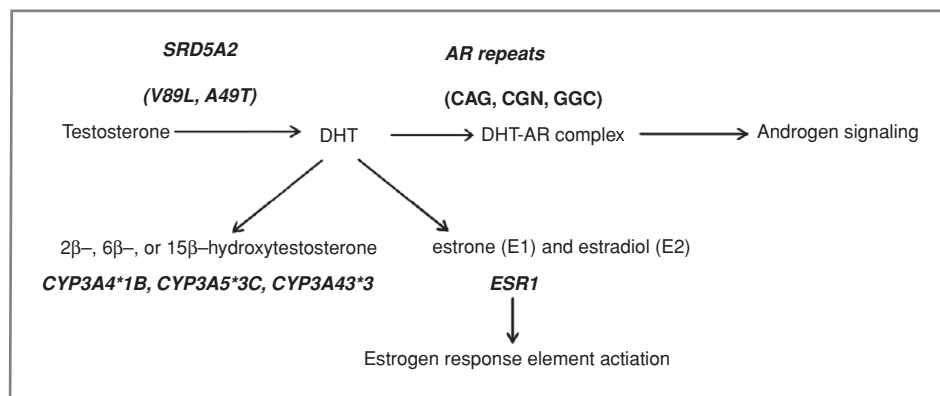 SRD5A2
AR repeats
(V89L, A49T)
(CAG, CGN, GGC)
Testosterone
DHT
DHT-AR complex
Androgen signaling
2β–, 6β–, or 15β–hydroxytestosterone
estrone (E1) and estradiol (E2)
CYP3A4*1B, CYP3A5*3C, CYP3A43*3
ESR1
Estrogen response element actiation